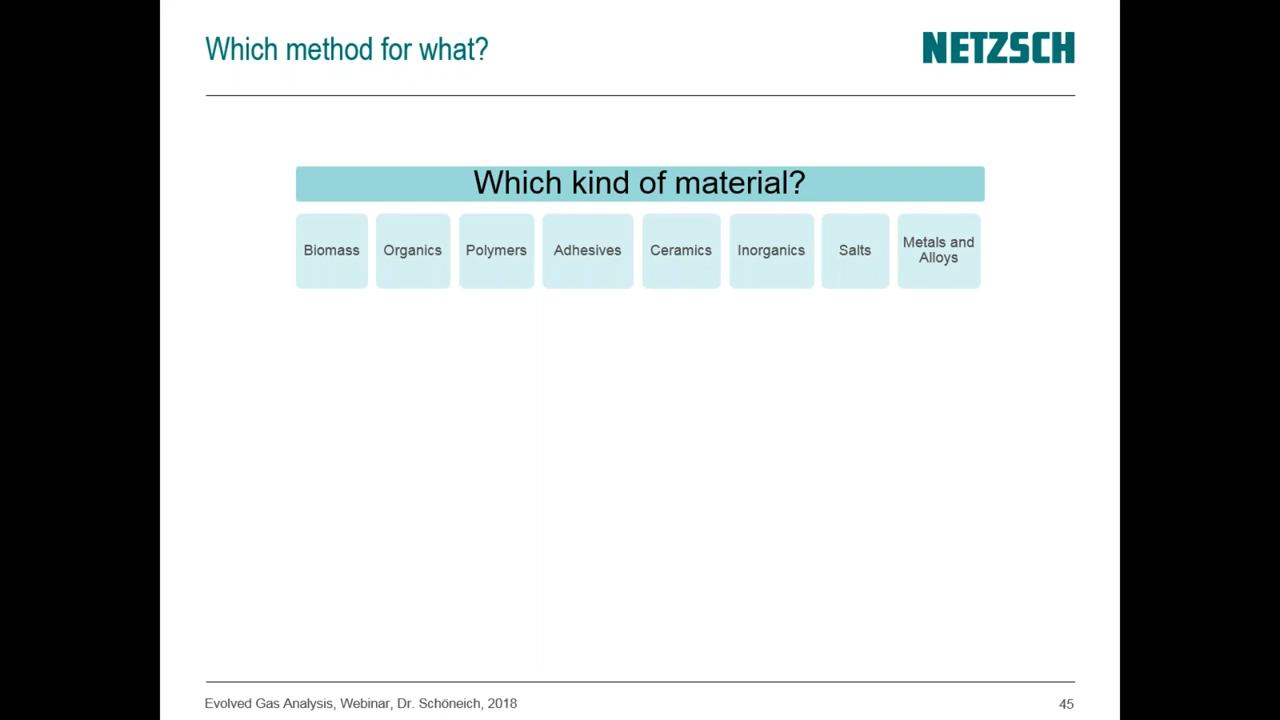 Which method for what?
NETZSCH
Which kind of material?
Biomass
Organics
Polymers
Adhesives
Ceramics
Inorganics
Salts
Metals and
Alloys
Evolved Gas Analysis, Webinar, Dr. Schöneich, 2018
45